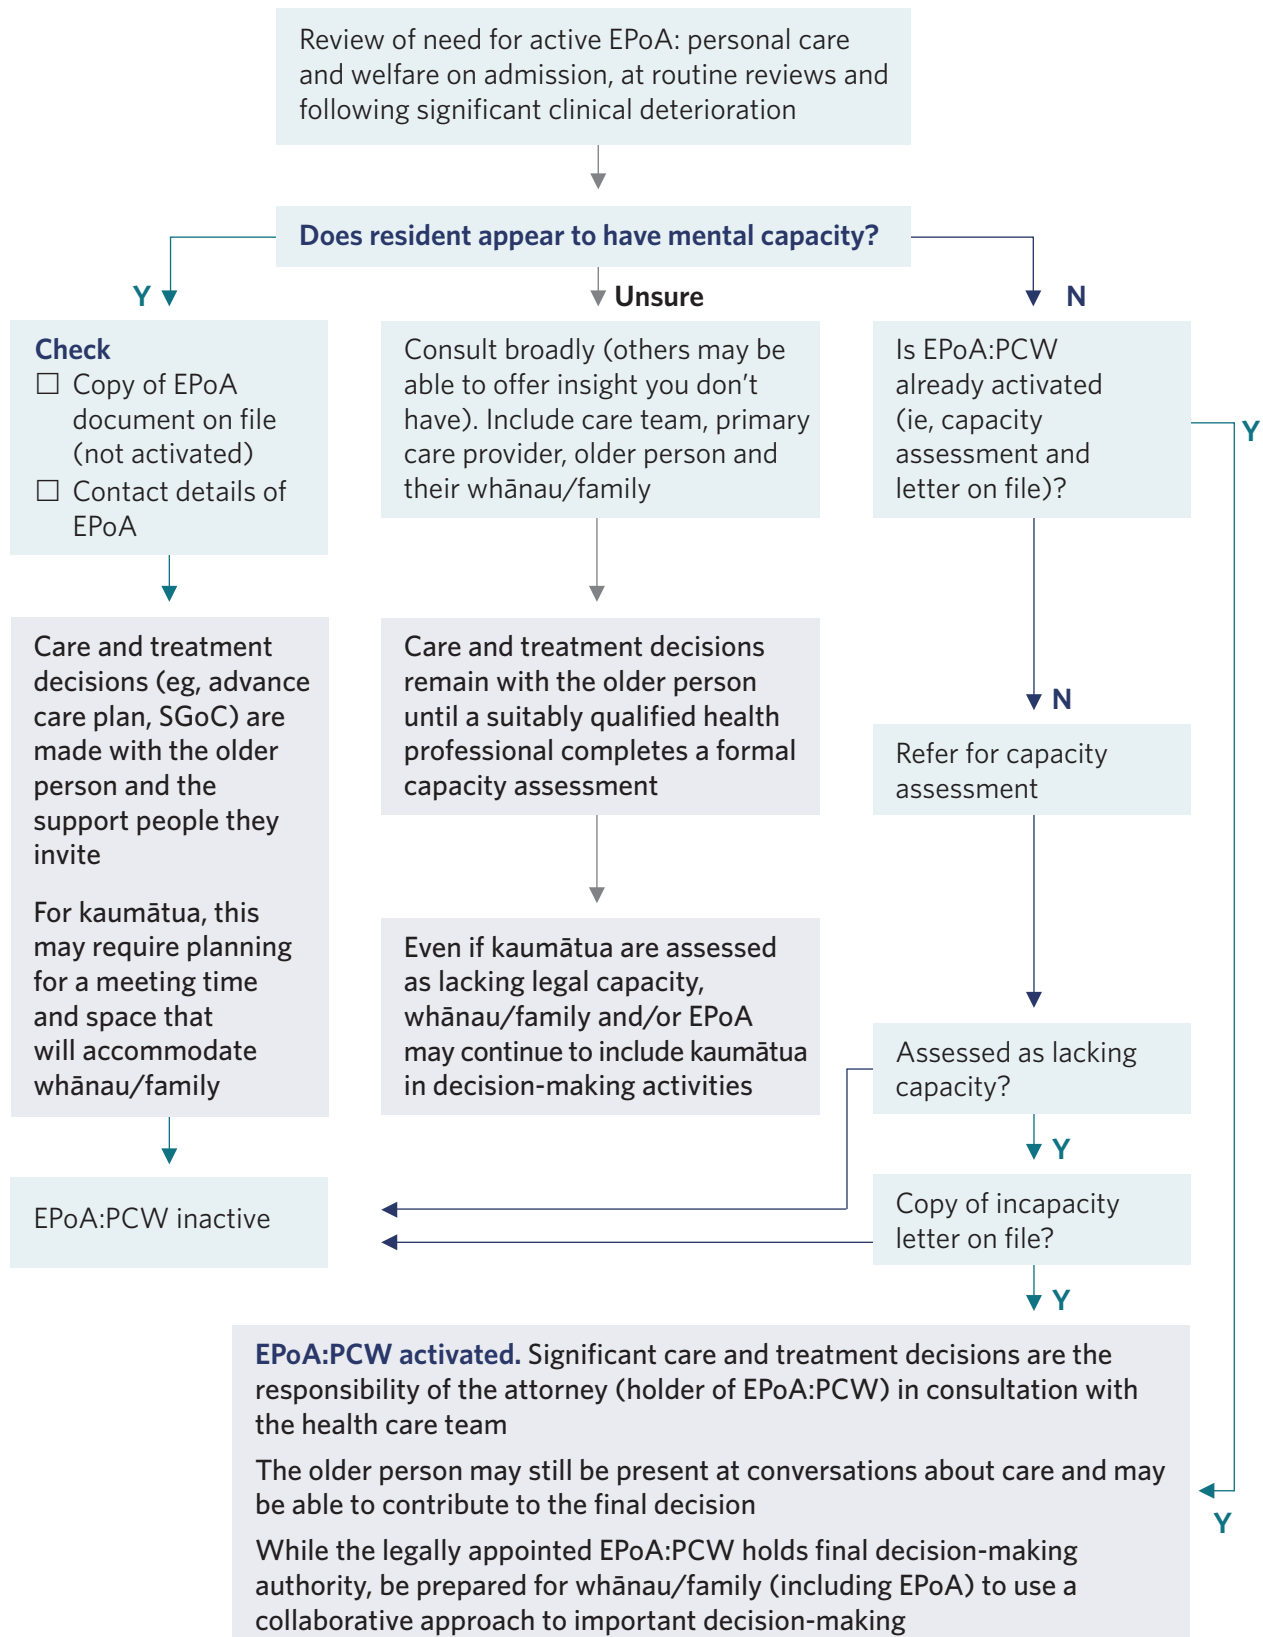 Review of need for active EPoA: personal care
and welfare on admission, at routine reviews and
following significant clinical deterioration
Does resident appear to have mental capacity?
Y
Unsure
N
Check
☐ Copy of EPoA
document on file
(not activated)
☐ Contact details of
EPoA
Consult broadly (others may be
able to offer insight you don't
have). Include care team, primary
care provider, older person and
their whānau/family
Is EPoA:PCW
already activated
(ie, capacity
assessment and
letter on file)?
Y
Care and treatment
decisions (eg, advance
care plan, SGoC) are
made with the older
person and the
support people they
invite
For kaumātua, this
may require planning
for a meeting time
and space that
will accommodate
whānau/family
Care and treatment decisions
remain with the older person
until a suitably qualified health
professional completes a formal
capacity assessment
N
Refer for capacity
assessment
Even if kaumātua are assessed
as lacking legal capacity,
whānau/family and/or EPoA
may continue to include kaumātua
in decision-making activities
Assessed as lacking
capacity?
Y
EPoA:PCW inactive
Copy of incapacity
letter on file?
Y
EPoA:PCW activated. Significant care and treatment decisions are the
responsibility of the attorney (holder of EPoA:PCW) in consultation with
the health care team
The older person may still be present at conversations about care and may
be able to contribute to the final decision
Y
While the legally appointed EPoA:PCW holds final decision-making
authority, be prepared for whānau/family (including EPoA) to use a
collaborative approach to important decision-making